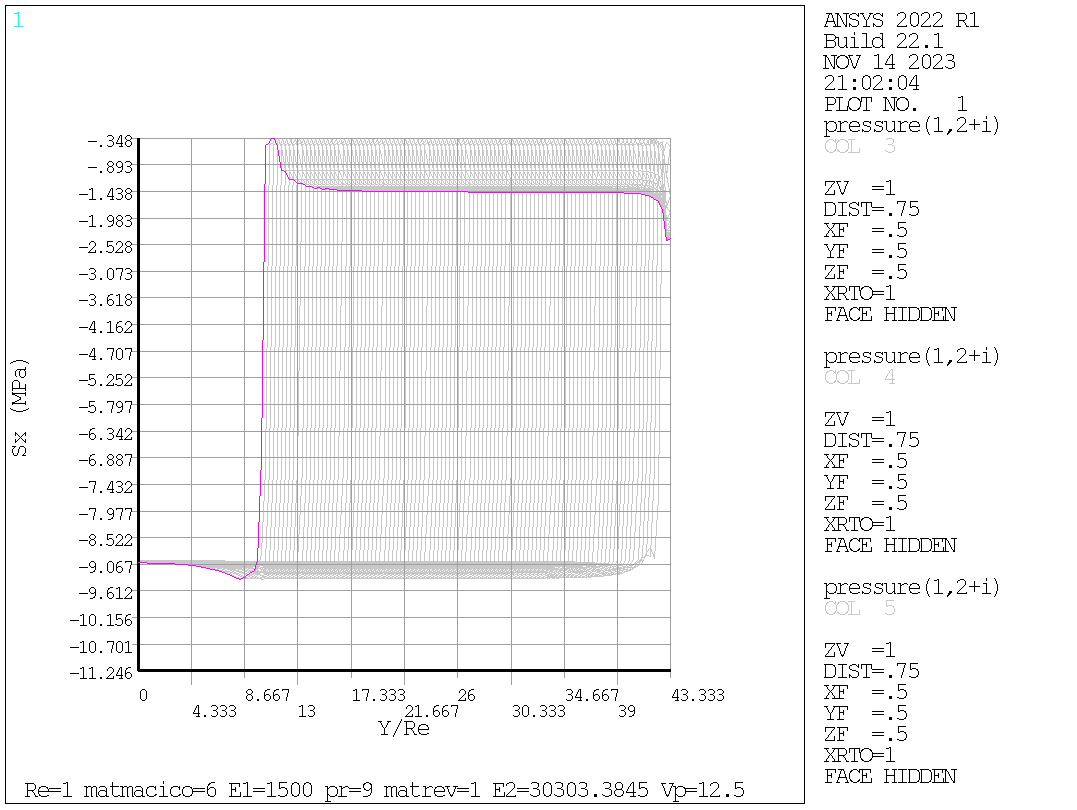 1
ANSYS 2022 R1
Build 22.1
NOV 14 2023
21:02:04
PLOT NO. 1
pressure(1,2+i)
COL 3
ZV =1
DIST=.75
XF =.5
YF =.5
ZF =.5
XRTO=1
FACE HIDDEN
pressure(1,2+i)
COL 4
ZV =1
DIST=.75
XF =.5
YF =.5
ZF =.5
XRTO=1
FACE HIDDEN
pressure(1,2+i)
COL 5
ZV =1
DIST=.75
XF =.5
YF =.5
ZF =.5
XRTO=1
FACE HIDDEN
Sx (MPa)
-.348
-.893
-1.438
-1.983
-2.528
-3.073
-3.618
-4.162
-4.707
-5.252
-5.797
-6.342
-6.887
-7.432
-7.977
-8.522
-9.067
-9.612
-10.156
-10.701
-11.246
0 8.667 17.333 26 34.667 43.333
4.333 13 21.667 30.333 39
Y/Re
Re=1 matmacico=6 E1=1500 pr=9 matrev=1 E2=30303.3845 Vp=12.5